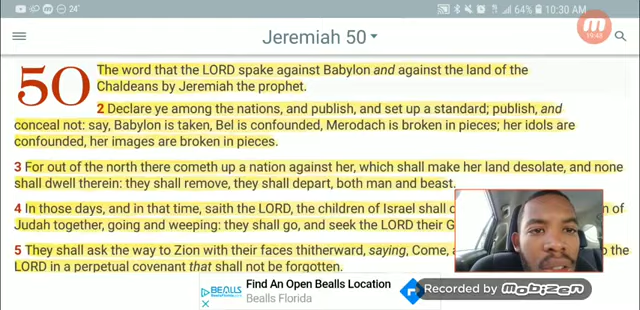 24°
64% 10:30 AM
19:43
Jeremiah 50
50 The word that the LORD spake against Babylon and against the land of the
Chaldeans by Jeremiah the prophet.
2 Declare ye among the nations, and publish, and set up a standard; publish, and
conceal not: say, Babylon is taken, Bel is confounded, Merodach is broken in pieces; her idols are
confounded, her images are broken in pieces.
3 For out of the north there cometh up a nation against her, which shall make her land desolate, and none
shall dwell therein: they shall remove, they shall depart, both man and beast.
4 In those days, and in that time, saith the LORD, the children of Israel shall of
Judah together, going and weeping: they shall go, and seek the LORD their
5 They shall ask the way to Zion with their faces thitherward, saying, Come, the
LORD in a perpetual covenant that shall not be forgotten.
BEALLS
BeallsFlorida.com
Find An Open Bealls Location
Bealls Florida
Recorded by Mobizen